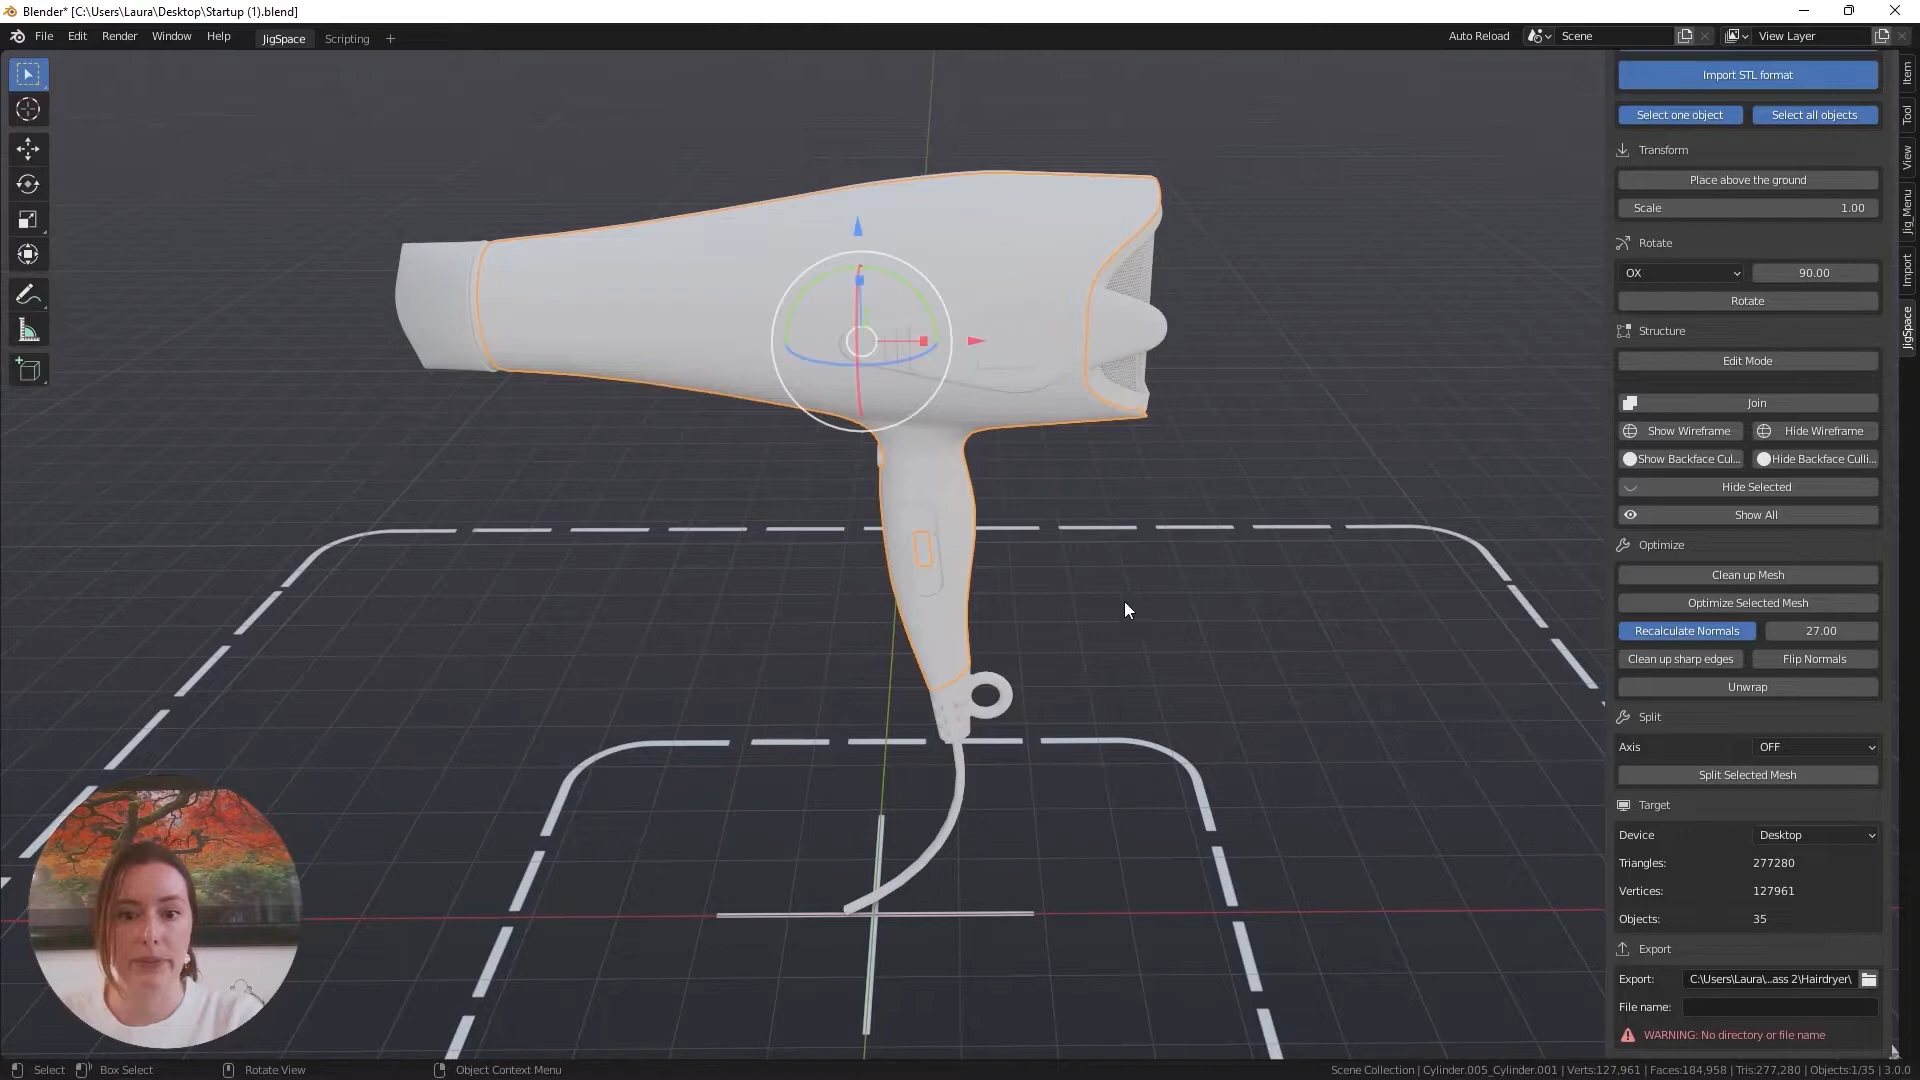 Blender* [C:\Users\Laura\Desktop\Startup (1).blend]
File Edit Render Window Help JigSpace Scripting + Auto Reload Scene View Layer
Import STL format
Select one object Select all objects
Transform
Place above the ground
Scale 1.00
Rotate
OX 90.00
Rotate
Structure
Edit Mode
Join
Show Wireframe Hide Wireframe
Show Backface Cul... Hide Backface Culli...
Hide Selected
Show All
Optimize
Clean up Mesh
Optimize Selected Mesh
Recalculate Normals 27.00
Clean up sharp edges Flip Normals
Unwrap
Split
Axis OFF
Split Selected Mesh
Target
Device Desktop
Triangles: 277280
Vertices: 127961
Objects: 35
Export
Export: C:\Users\Laura\...ass 2\Hairdryer\
File name:
WARNING: No directory or file name
Item
Tool
View
Jig_Menu
Import
JigSpace
Select Box Select Rotate View Object Context Menu Scene Collection | Cylinder.005_Cylinder.001 | Verts:127,961 | Faces:184,958 | Tris:277,280 | Objects:1/35 | 3.0.0